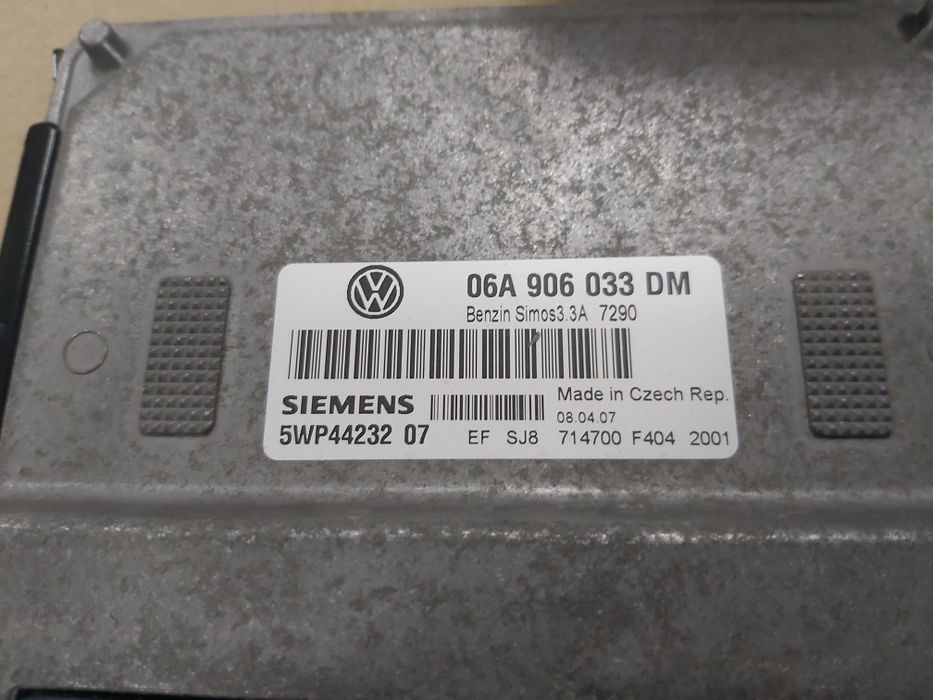 06A 906 033 DM
Benzin Simos3.3A 7290
SIEMENS
Made in Czech Rep.
08.04.07
5WP44232 07 EF SJ8 714700 F404 2001